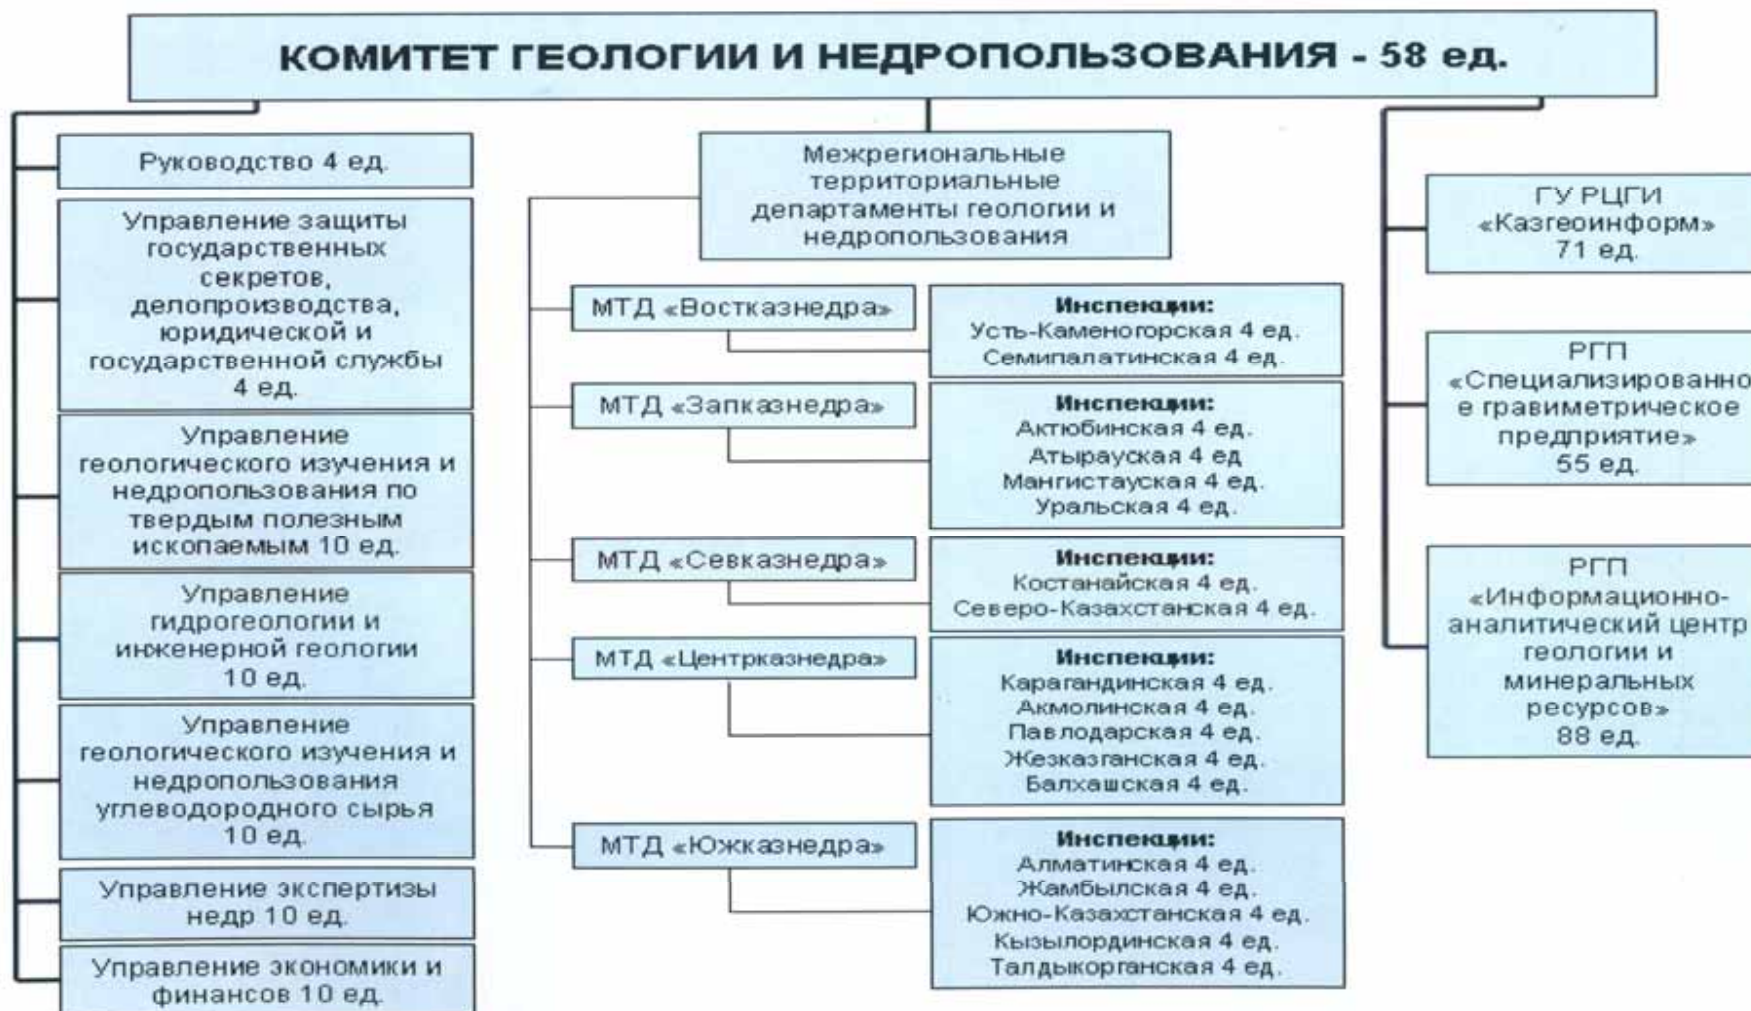 КОМИТЕТ ГЕОЛОГИИ И НЕДРОПОЛЬЗОВАНИЯ - 58 ед.
Руководство 4 ед.
Управление защиты
государственных
секретов,
делопроизводства,
юридической и
государственной службы
4 ед.
Управление
геологического изучения и
недропользования по
твердым полезным
ископаемым 10 ед.
Управление
гидрогеологии и
инженерной геологии
10 ед.
Управление
геологического изучения и
недропользования
углеводородного сырья
10 ед.
Управление экспертизы
недр 10 ед.
Управление экономики и
финансов 10 ед.
Межрегиональные
территориальные
департаменты геологии и
недропользования
МТД «Востказнедра»
Инспекции:
Усть-Каменогорская 4 ед.
Семипалатинская 4 ед.
МТД «Запказнедра»
Инспекции:
Актюбинская 4 ед.
Атырауская 4 ед
Мангистауская 4 ед.
Уральская 4 ед.
МТД «Севказнедра»
Инспекции:
Костанайская 4 ед.
Северо-Казахстанская 4 ед.
МТД «Центрказнедра»
Инспекции:
Карагандинская 4 ед.
Акмолинская 4 ед.
Павлодарская 4 ед.
Жезказганская 4 ед.
Балхашская 4 ед.
МТД «Южказнедра»
Инспекции:
Алматинская 4 ед.
Жамбылская 4 ед.
Южно-Казахстанская 4 ед.
Кызылординская 4 ед.
Талдыкорганская 4 ед.
ГУ РЦГИ
«Казгеоинформ»
71 ед.
РГП
«Специализированно
е гравиметрическое
предприятие»
55 ед.
РГП
«Информационно-
аналитический центр
геологии и
минеральных
ресурсов»
88 ед.